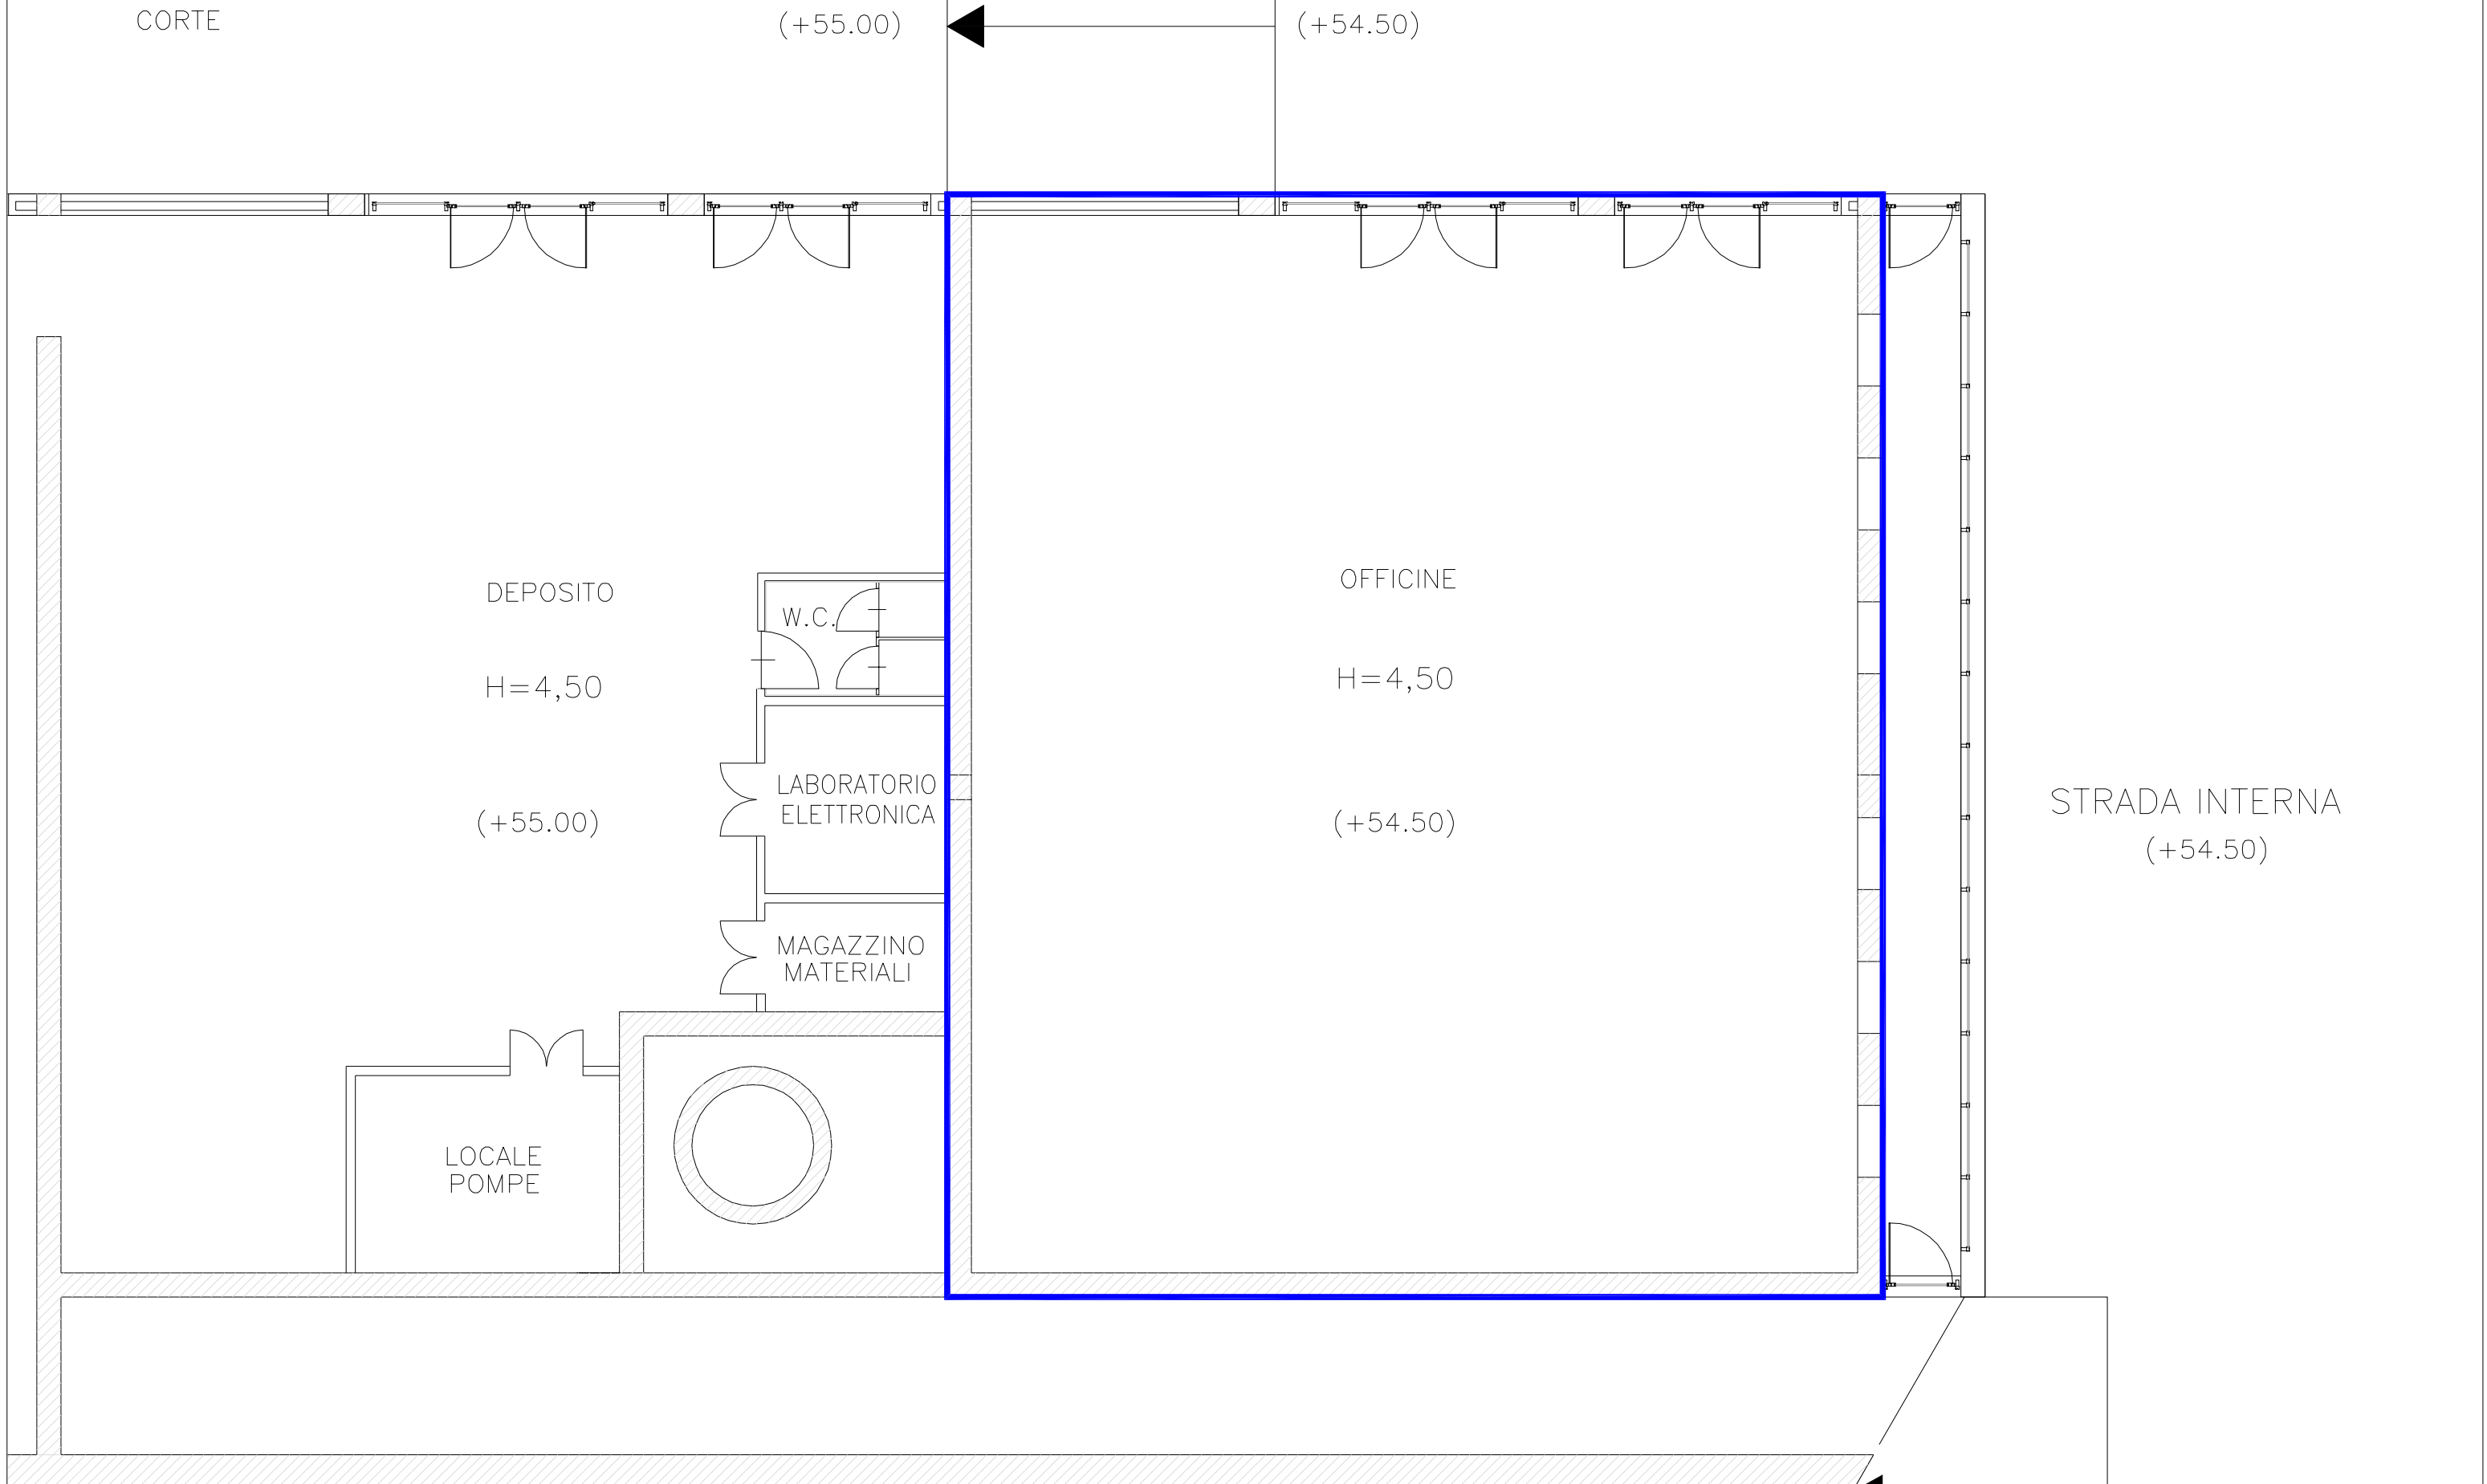 CORTE
(+55.00)
(+54.50)
DEPOSITO
H=4,50
(+55.00)
W.C.
LABORATORIO
ELETTRONICA
MAGAZZINO
MATERIALI
LOCALE
POMPE
OFFICINE
H=4,50
(+54.50)
STRADA INTERNA
(+54.50)